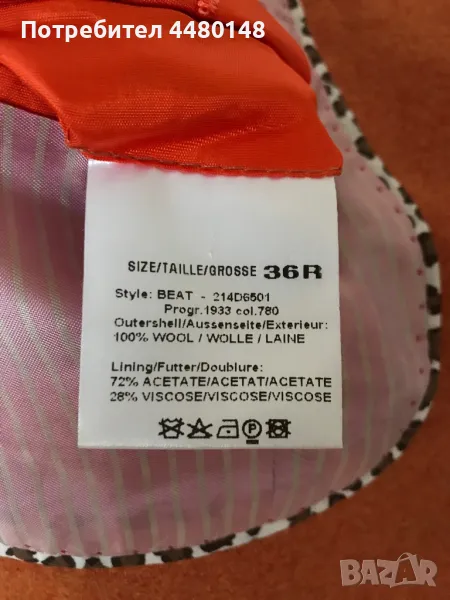 Потребител 4480148
SIZE/TAILLE/GROSSE 36R
Style: BEAT - 214D6501
Progr.1933 col.780
Outershell/Aussenseite/Exterieur:
100% WOOL / WOLLE / LAINE
Lining/Futter/Doublure:
72% ACETATE/ACETAT/ACETATE
28% VISCOSE/VISCOSE/VISCOSE
P
BAZAR